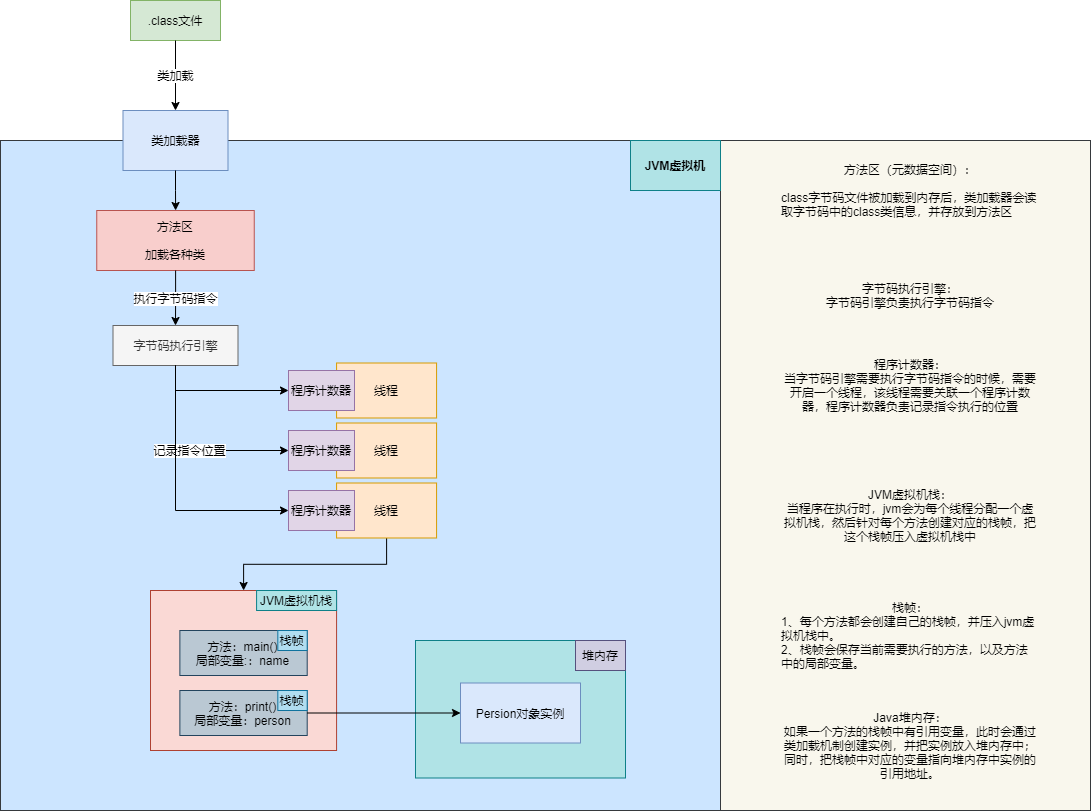 .class文件
类加载
类加载器
JVM虚拟机
方法区
加载各种类
执行字节码指令
字节码执行引擎
程序计数器
线程
记录指令位置
程序计数器
线程
程序计数器
线程
JVM虚拟机栈
栈帧
方法：main()
局部变量：：name
栈帧
方法：print()
局部变量：person
堆内存
Persion对象实例
方法区（元数据空间）：
class字节码文件被加载到内存后，类加载器会读
取字节码中的class类信息，并存放到方法区
字节码执行引擎：
字节码引擎负责执行字节码指令
程序计数器：
当字节码引擎需要执行字节码指令的时候，需要
开启一个线程，该线程需要关联一个程序计数
器，程序计数器负责记录指令执行的位置
JVM虚拟机栈：
当程序在执行时，jvm会为每个线程分配一个虚
拟机栈，然后针对每个方法创建对应的栈帧，把
这个栈帧压入虚拟机栈中
栈帧：
1、每个方法都会创建自己的栈帧，并压入jvm虚
拟机栈中。
2、栈帧会保存当前需要执行的方法，以及方法
中的局部变量。
Java堆内存：
如果一个方法的栈帧中有引用变量，此时会通过
类加载机制创建实例，并把实例放入堆内存中；
同时，把栈帧中对应的变量指向堆内存中实例的
引用地址。